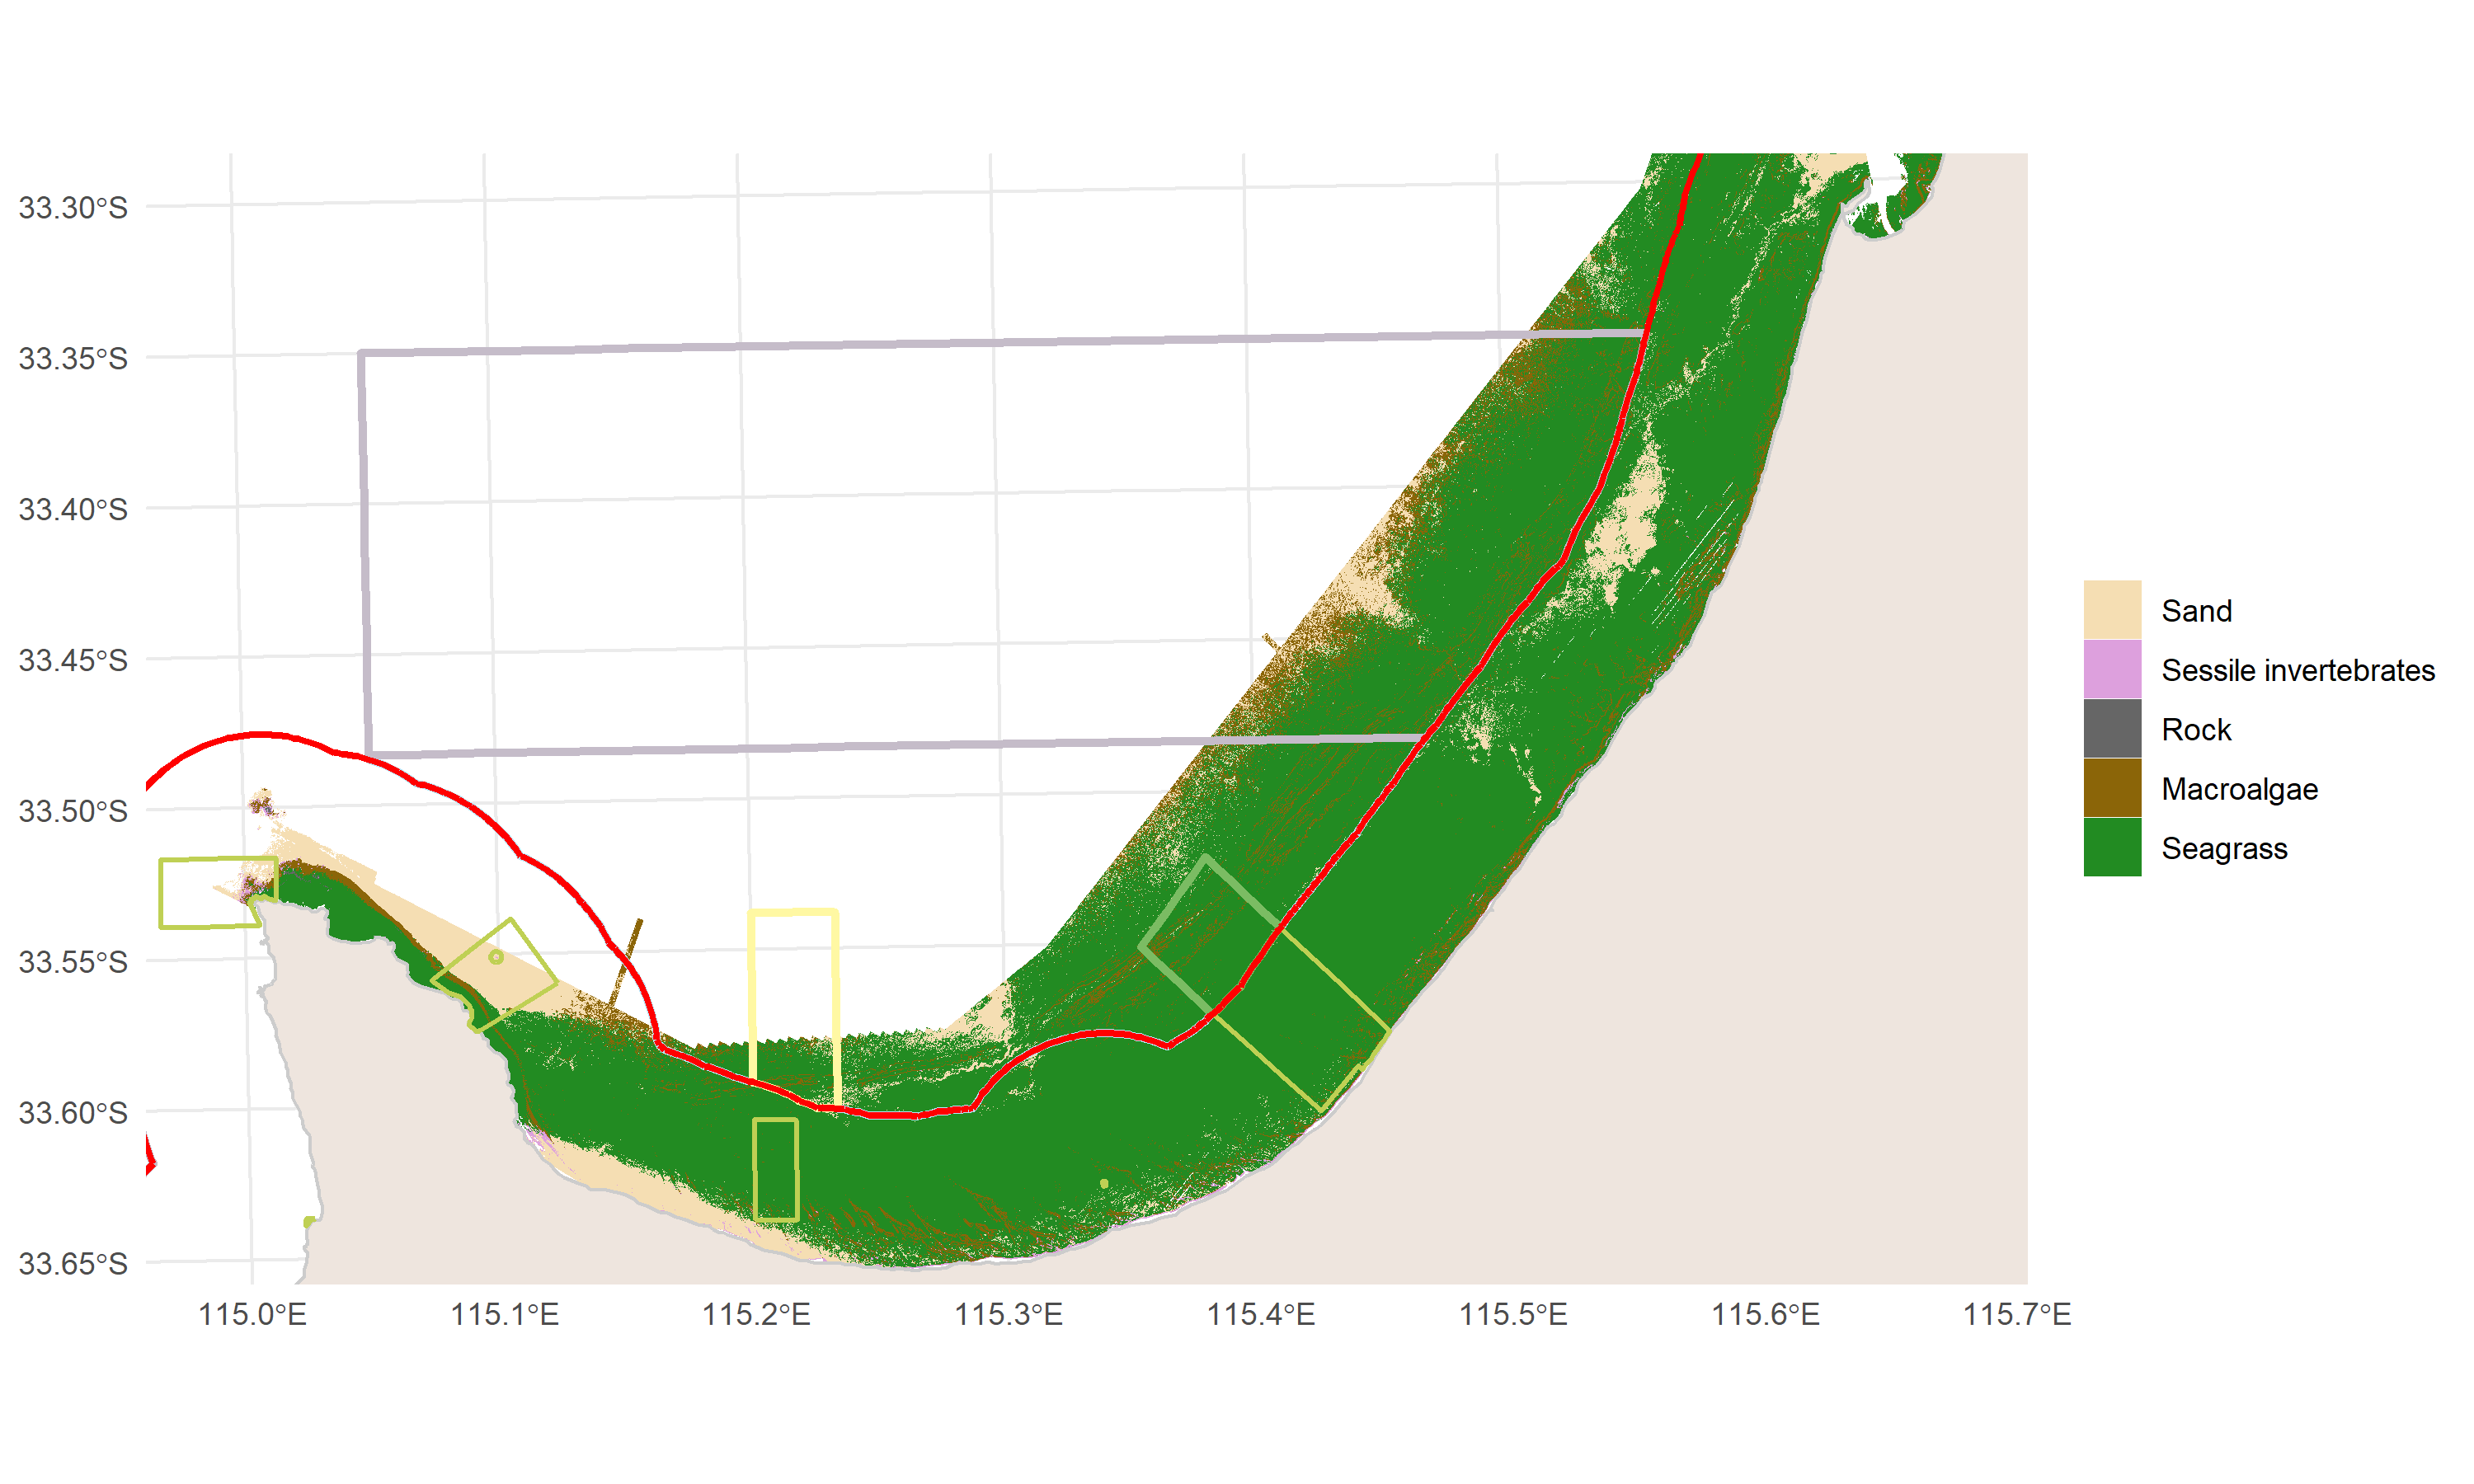 33.30°S
33.35°S
33.40°S
33.45°S
33.50°S
33.55°S
33.60°S
33.65°S
115.0°E
115.1°E
115.2°E
115.3°E
115.4°E
115.5°E
115.6°E
115.7°E
Sand
Sessile invertebrates
Rock
Macroalgae
Seagrass